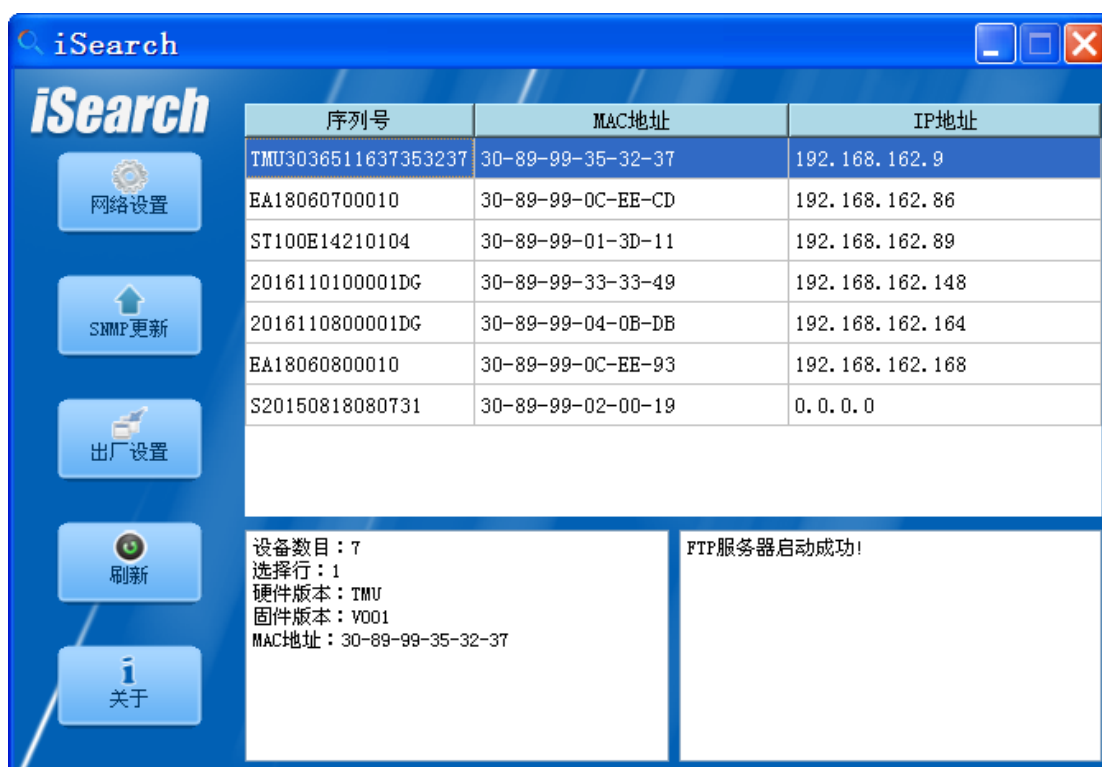 iSearch
iSearch
序列号 MAC地址 IP地址
TMU3036511637353237 30-89-99-35-32-37 192.168.162.9
EA18060700010 30-89-99-0C-EE-CD 192.168.162.86
ST100E14210104 30-89-99-01-3D-11 192.168.162.89
2016110100001DG 30-89-99-33-33-49 192.168.162.148
2016110800001DG 30-89-99-04-0B-DB 192.168.162.164
EA18060800010 30-89-99-0C-EE-93 192.168.162.168
S20150818080731 30-89-99-02-00-19 0.0.0.0
网络设置
SNMP更新
出厂设置
刷新
关于
设备数目：7
选择行：1
硬件版本：TMU
固件版本：V001
MAC地址：30-89-99-35-32-37
FTP服务器启动成功!